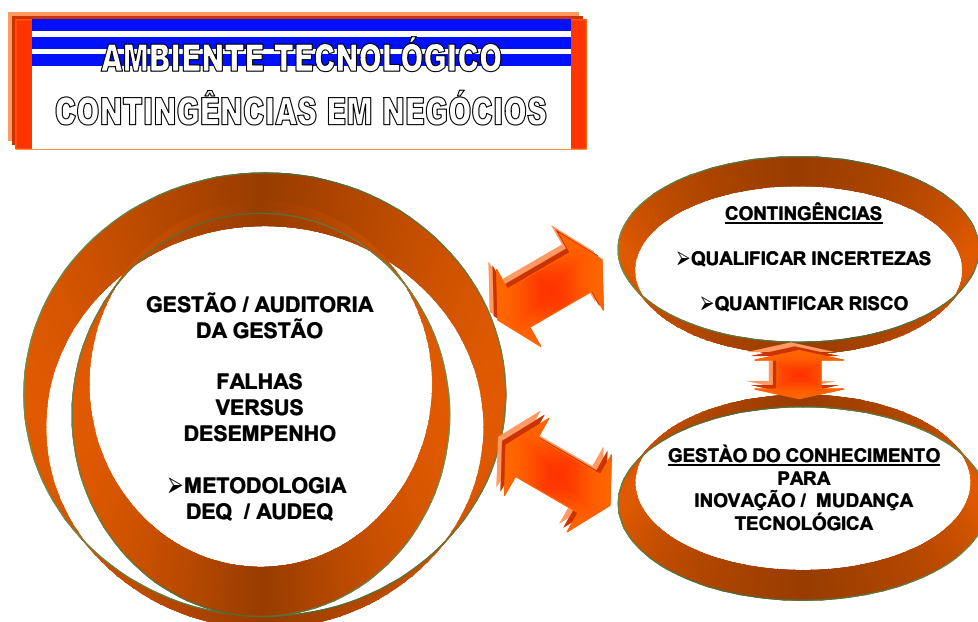 AMBIENTE TECNOLÓGICO
CONTINGÊNCIAS EM NEGÓCIOS
GESTÃO / AUDITORIA
DA GESTÃO
FALHAS
VERSUS
DESEMPENHO
➢METODOLOGIA
DEQ / AUDEQ
CONTINGÊNCIAS
➢QUALIFICAR INCERTEZAS
➢QUANTIFICAR RISCO
GESTÀO DO CONHECIMENTO
PARA
INOVAÇÃO / MUDANÇA
TECNOLÓGICA